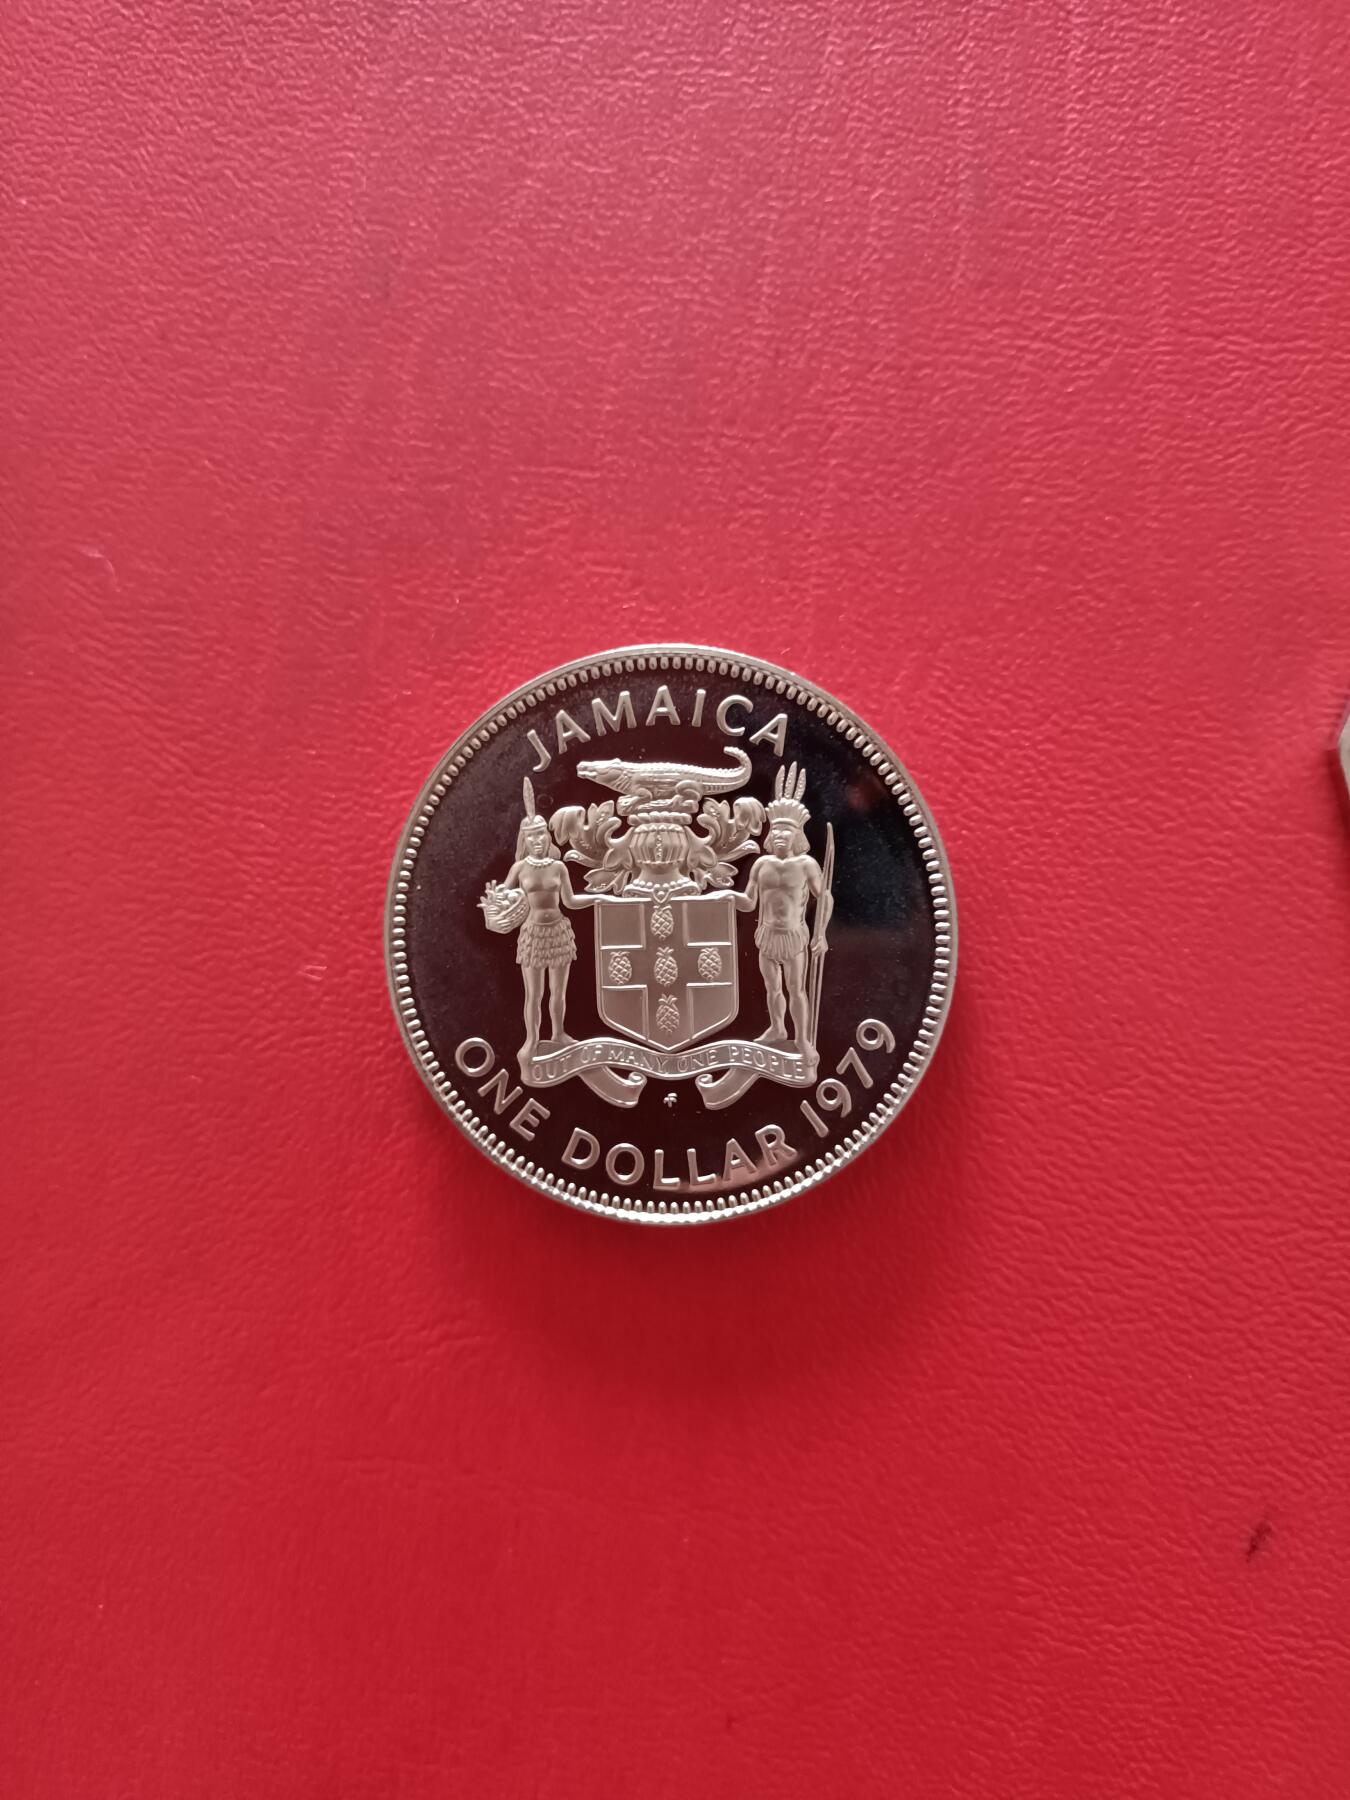 JAMAICA
OUT OF MANY, ONE PEOPLE
ONE DOLLAR 1979